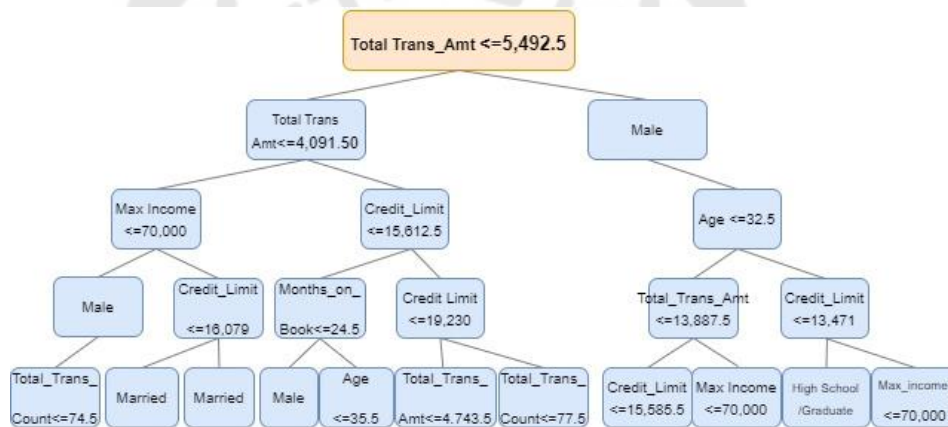 Total Trans_Amt <=5,492.5
Total Trans
Amt<=4,091.50
Male
Max Income
<=70,000
Credit_Limit
<=15,612.5
Age <=32.5
Male
Credit_Limit
<=16,079
Months_on_
Book<=24.5
Credit Limit
<=19,230
Total_Trans_Amt
<=13,887.5
Credit_Limit
<=13,471
Total_Trans_
Count<=74.5
Married
Married
Male
Age
<=35.5
Total_Trans_
Amt<=4.743.5
Total_Trans_
Count<=77.5
Credit_Limit
<=15,585.5
Max Income
<=70,000
High School
/Graduate
Max_income
<=70,000